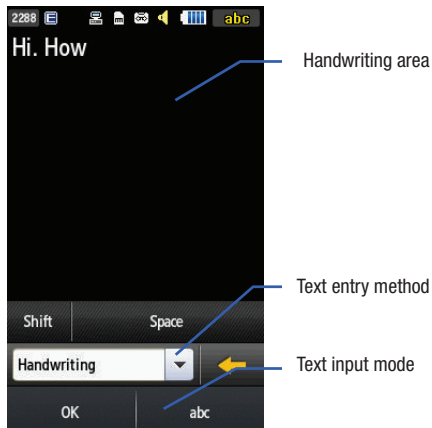 2288 E abc
Hi. How
Handwriting area
Text entry method
Shift Space
Handwriting
Text input mode
OK abc